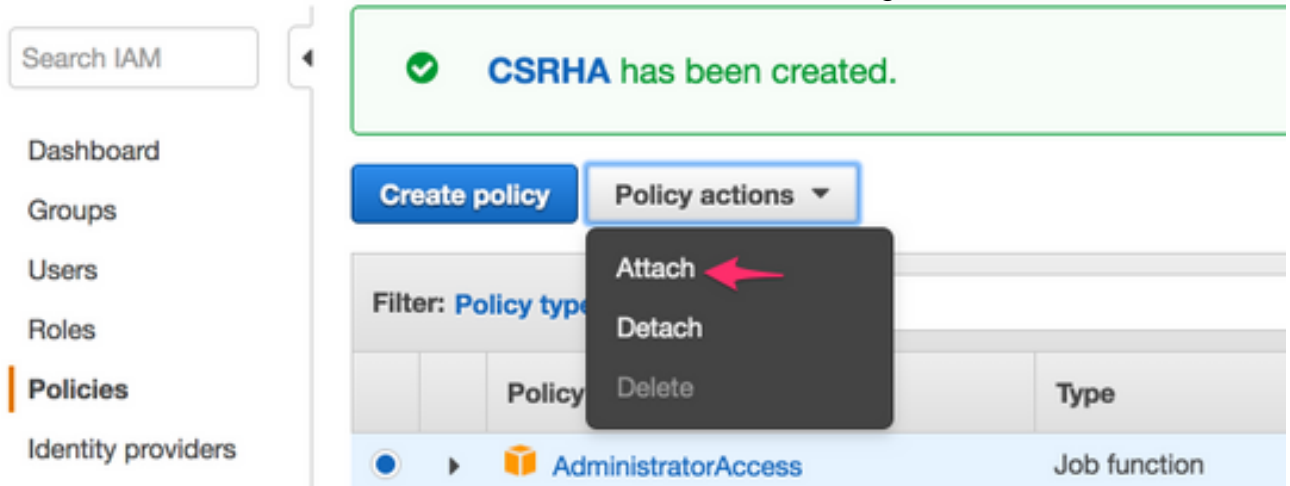 Search IAM
CSRHA has been created.
Dashboard
Groups
Users
Roles
Policies
Identity providers
Create policy
Policy actions
Attach
Detach
Delete
Filter: Policy type
Policy
Type
AdministratorAccess
Job function